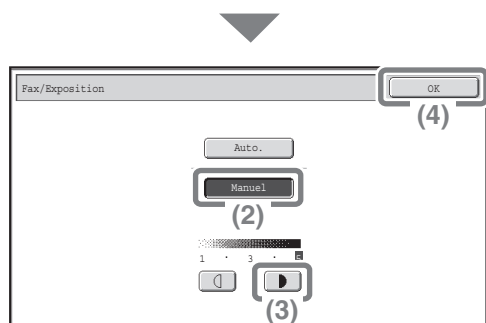 Fax/Exposition
OK
(4)
Auto.
Manuel
(2)
1 · 3 · 5
(3)